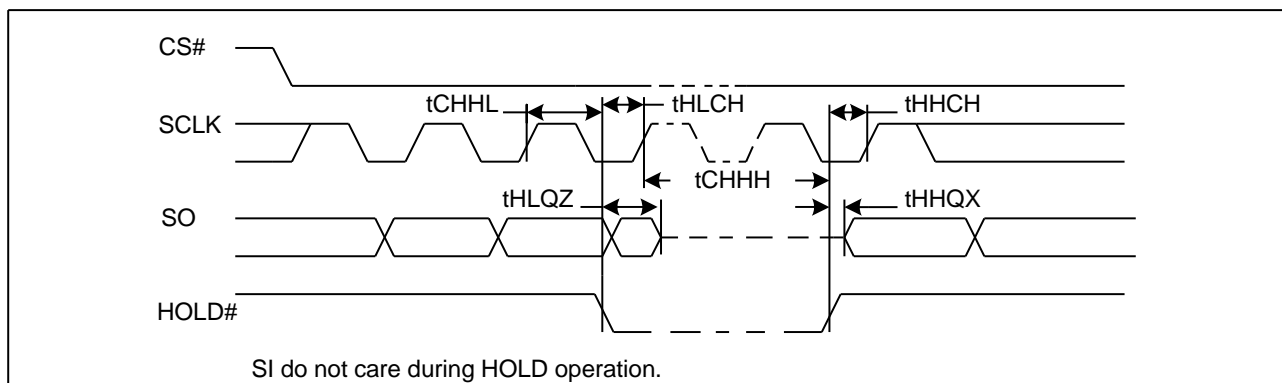 CS#
tCHHL
tHLCH
tHHCH
SCLK
tCHHH
tHLQZ
tHHQX
SO
HOLD#
SI do not care during HOLD operation.